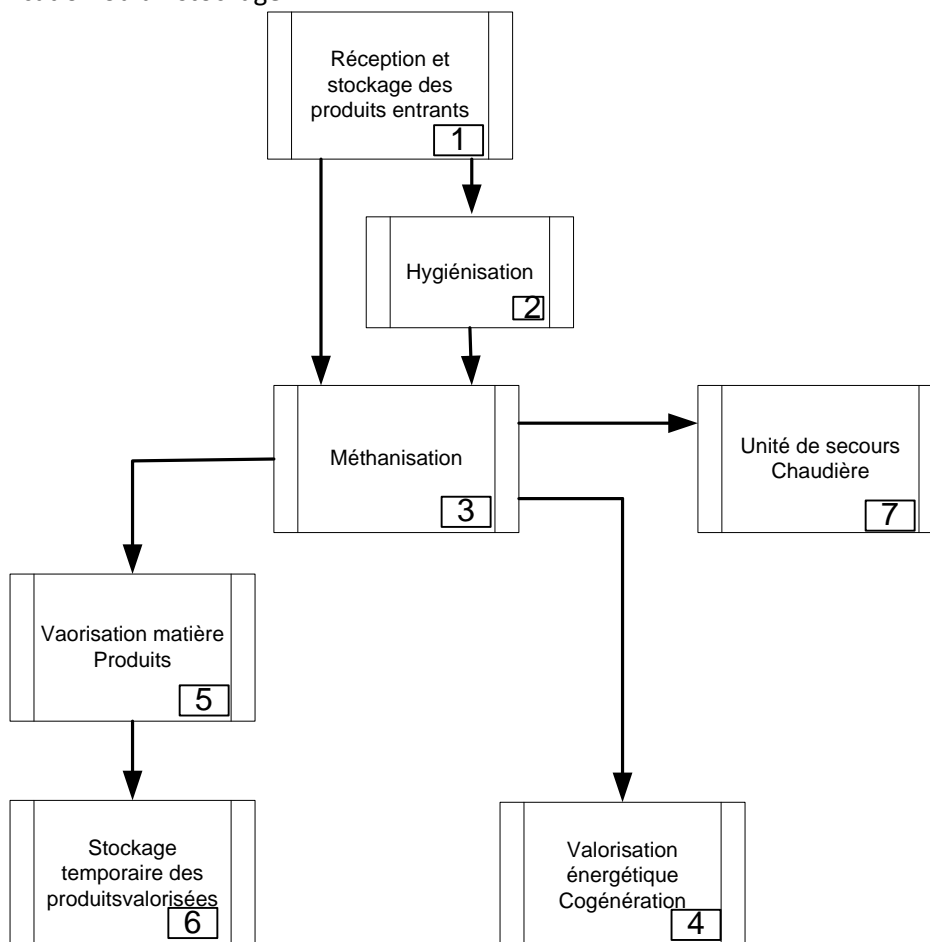 Réception et
stockage des
produits entrants
1
Hygiénisation
2
Méthanisation
3
Unité de secours
Chaudière
7
Vaorisation matière
Produits
5
Stockage
temporaire des
produitsvalorisées
6
Valorisation
énergétique
Cogénération
4